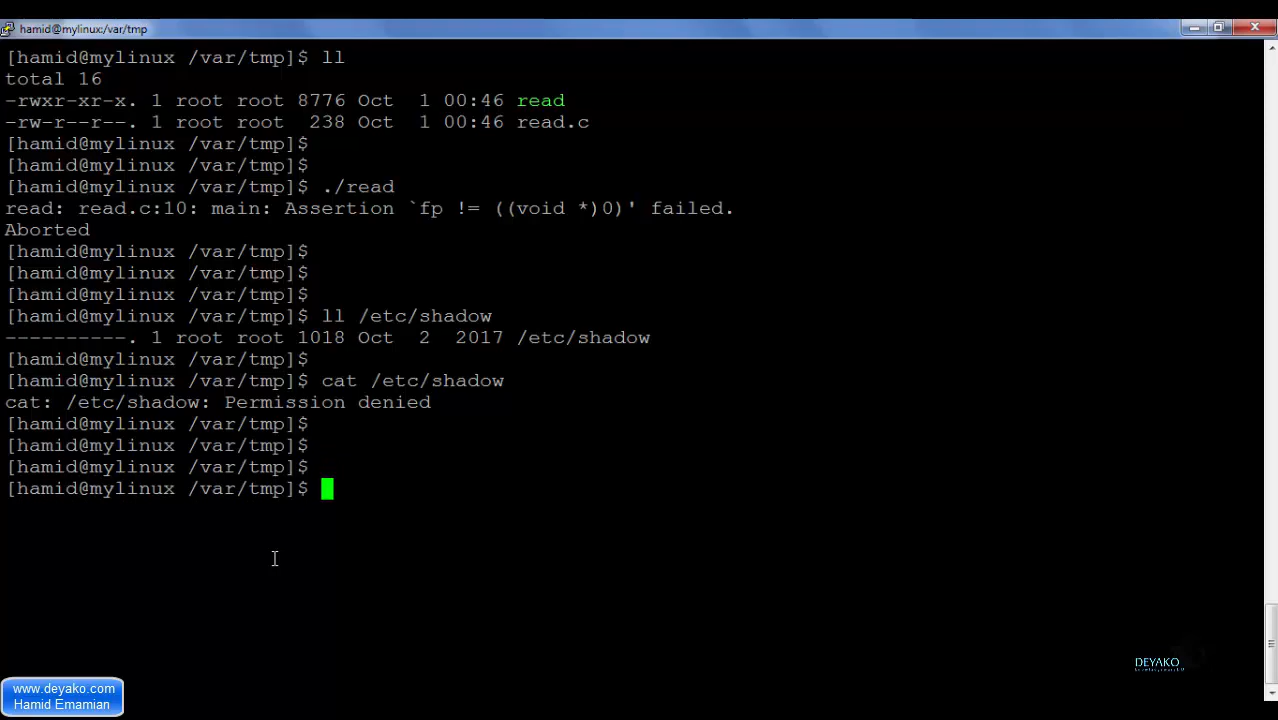 hamid@mylinux:/var/tmp
[hamid@mylinux /var/tmp]$ ll
total 16
-rwxr-xr-x. 1 root root 8776 Oct  1 00:46 read
-rw-r--r--. 1 root root  238 Oct  1 00:46 read.c
[hamid@mylinux /var/tmp]$
[hamid@mylinux /var/tmp]$
[hamid@mylinux /var/tmp]$ ./read
read: read.c:10: main: Assertion `fp != ((void *)0)' failed.
Aborted
[hamid@mylinux /var/tmp]$
[hamid@mylinux /var/tmp]$
[hamid@mylinux /var/tmp]$
[hamid@mylinux /var/tmp]$ ll /etc/shadow
----------. 1 root root 1018 Oct  2  2017 /etc/shadow
[hamid@mylinux /var/tmp]$
[hamid@mylinux /var/tmp]$ cat /etc/shadow
cat: /etc/shadow: Permission denied
[hamid@mylinux /var/tmp]$
[hamid@mylinux /var/tmp]$
[hamid@mylinux /var/tmp]$
[hamid@mylinux /var/tmp]$
DEYAKO
www.deyako.com
Hamid Emamian